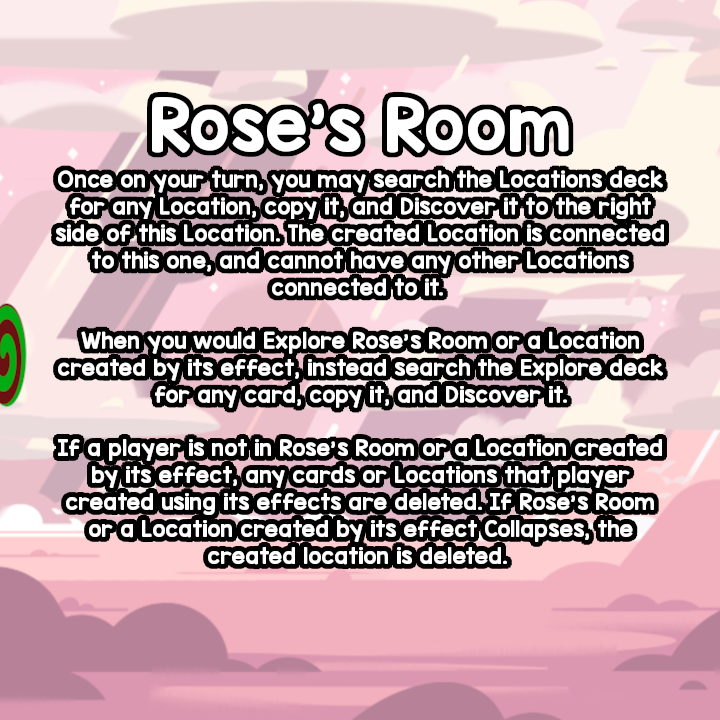 Rose's Room
Once on your turn, you may search the Locations deck
for any Location, copy it, and Discover it to the right
side of this Location. The created Location is connected
to this one, and cannot have any other Locations
connected to it.
When you would Explore Rose's Room or a Location
created by its effect, instead search the Explore deck
for any card, copy it, and Discover it.
If a player is not in Rose's Room or a Location created
by its effect, any cards or Locations that player
created using its effects are deleted. If Rose's Room
or a Location created by its effect Collapses, the
created location is deleted.